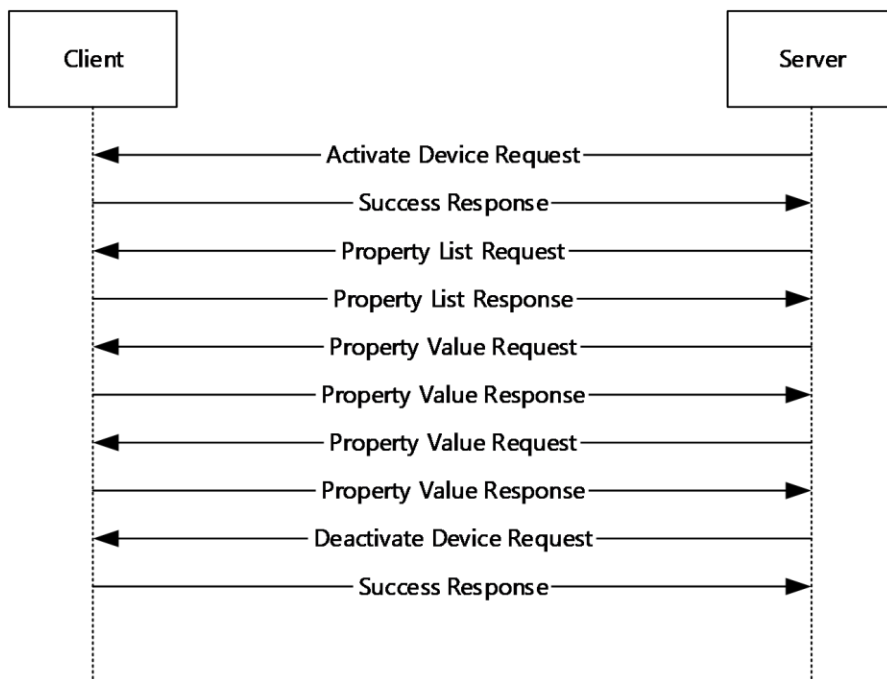 Client
Server
Activate Device Request
Success Response
Property List Request
Property List Response
Property Value Request
Property Value Response
Property Value Request
Property Value Response
Deactivate Device Request
Success Response